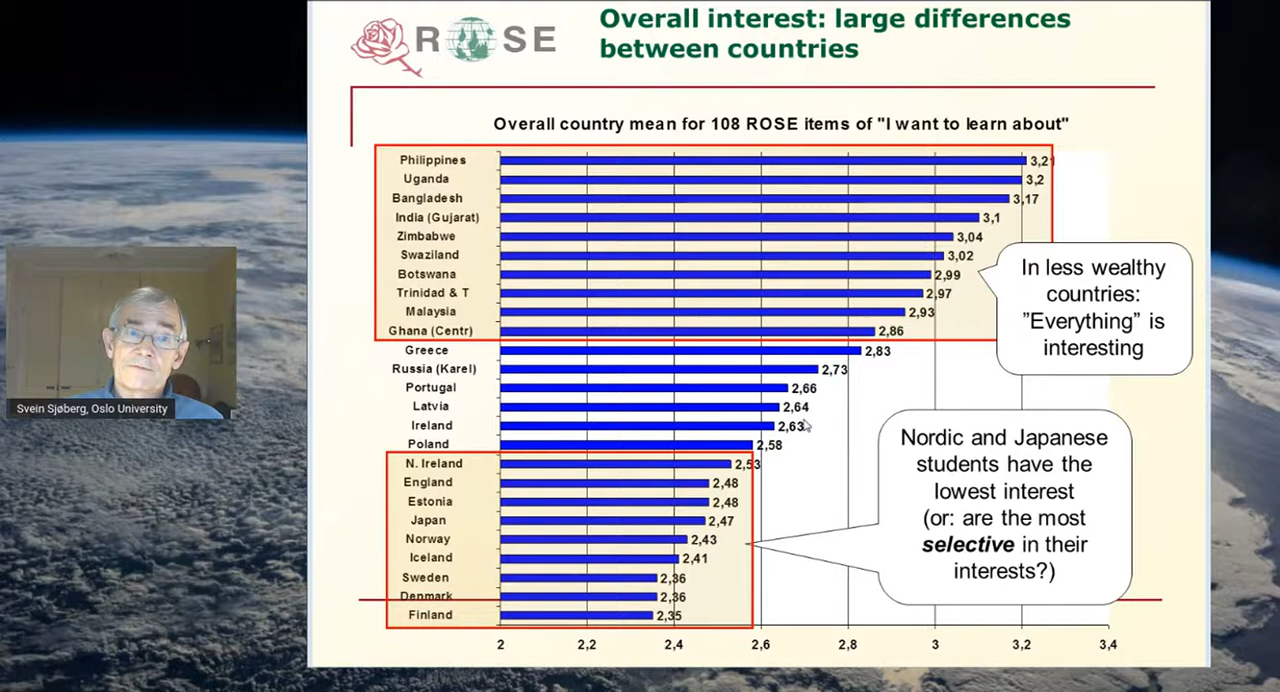 ROSE
Overall interest: large differences
between countries
Overall country mean for 108 ROSE items of "I want to learn about"
Philippines 3,21
Uganda 3,2
Bangladesh 3,17
India (Gujarat) 3,1
Zimbabwe 3,04
Swaziland 3,02
Botswana 2,99
Trinidad & T 2,97
Malaysia 2,93
Ghana (Centr) 2,86
Greece 2,83
Russia (Karel) 2,73
Portugal 2,66
Latvia 2,64
Ireland 2,63
Poland 2,58
N. Ireland 2,53
England 2,48
Estonia 2,48
Japan 2,47
Norway 2,43
Iceland 2,41
Sweden 2,36
Denmark 2,36
Finland 2,35
2 2,2 2,4 2,6 2,8 3 3,2 3,4
In less wealthy
countries:
”Everything” is
interesting
Nordic and Japanese
students have the
lowest interest
(or: are the most
selective in their
interests?)
Svein Sjøberg, Oslo University